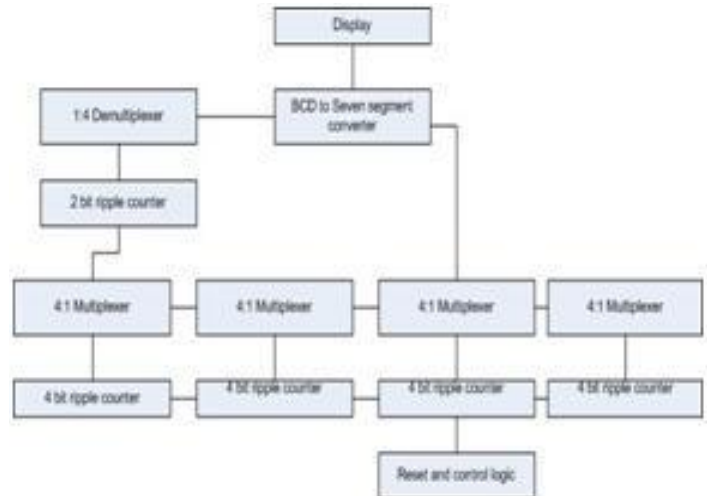 Display
BCD to Seven segment
converter
1:4 Demultiplexer
2 bit ripple counter
4:1 Multiplexer
4:1 Multiplexer
4:1 Multiplexer
4:1 Multiplexer
4 bit ripple counter
4 bit ripple counter
4 bit ripple counter
4 bit ripple counter
Reset and control logic